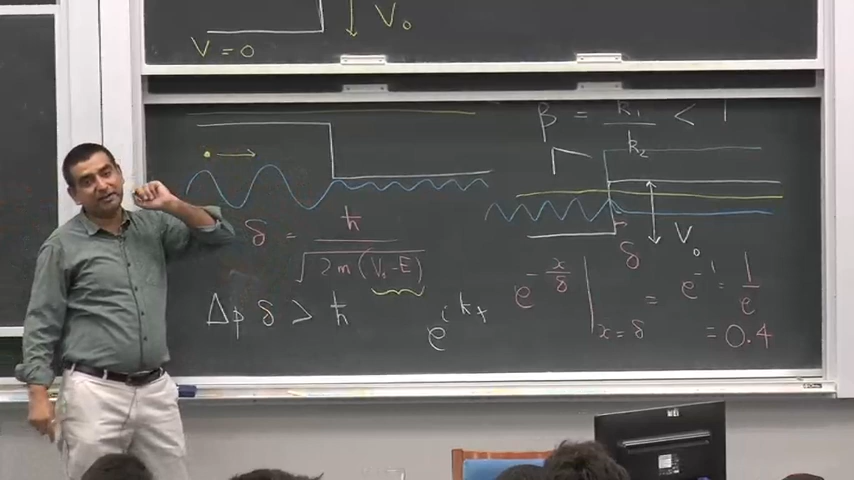 V = 0
V₀
β = k₁/k₂ < 1
δ = ħ/√(2m(V₀-E))
V₀
δ
Δp δ > ħ
e^{ikx}
e^{-x/δ}|_{x=δ} = e^{-1} = 1/e
= 0.4